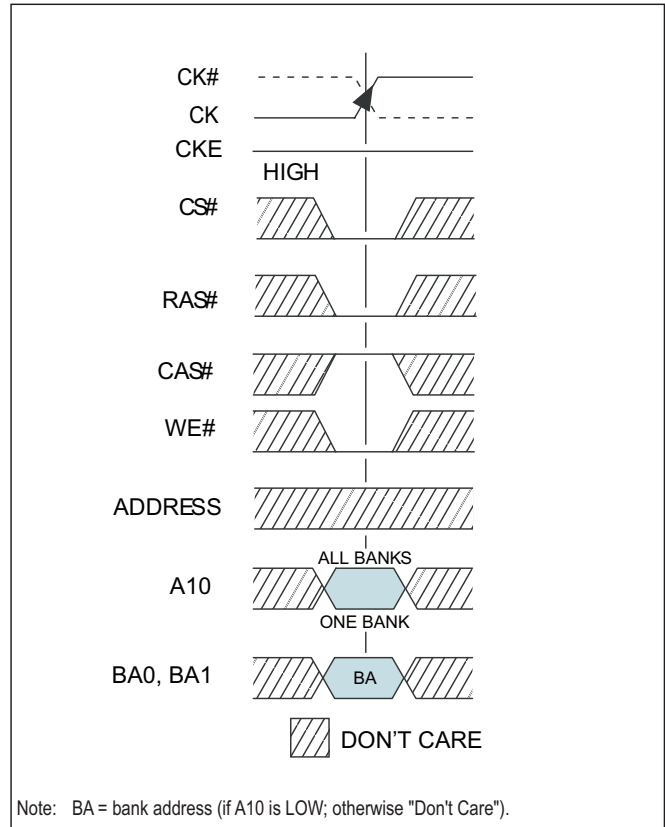 CK#
CK
CKE
HIGH
CS#
RAS#
CAS#
WE#
ADDRESS
ALL BANKS
A10
ONE BANK
BA0, BA1
BA
DON'T CARE
Note: BA = bank address (if A10 is LOW; otherwise "Don't Care").